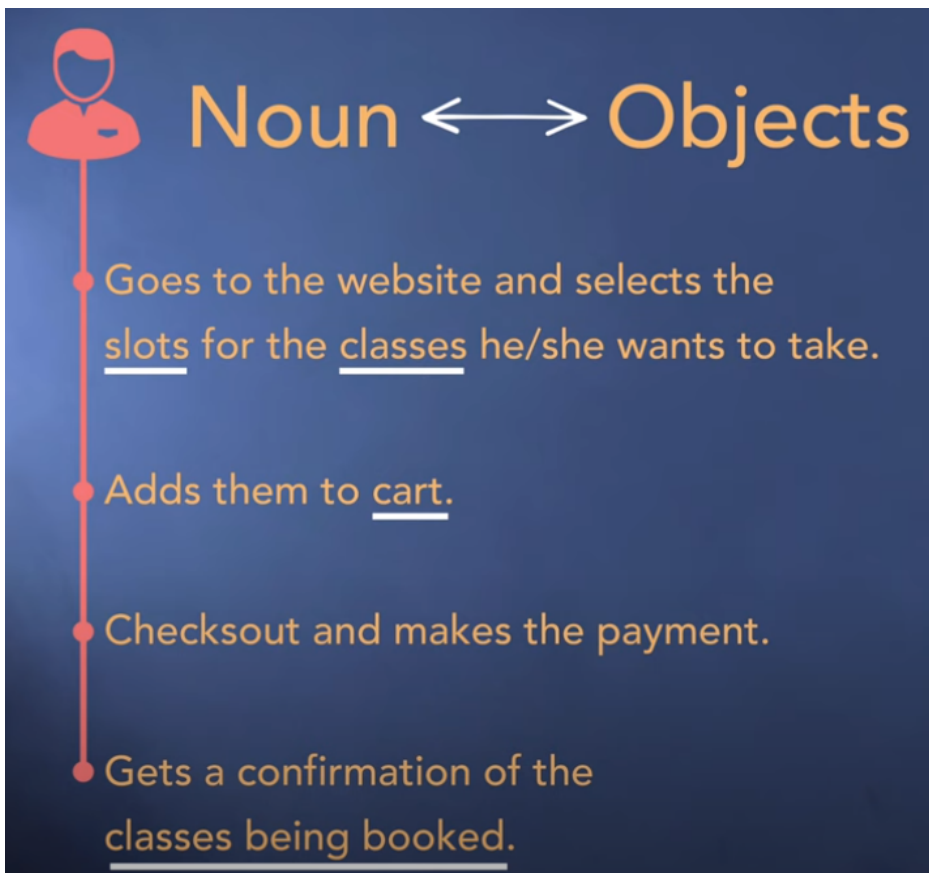 Noun ⟷ Objects
Goes to the website and selects the
slots for the classes he/she wants to take.
Adds them to cart.
Checksout and makes the payment.
Gets a confirmation of the
classes being booked.